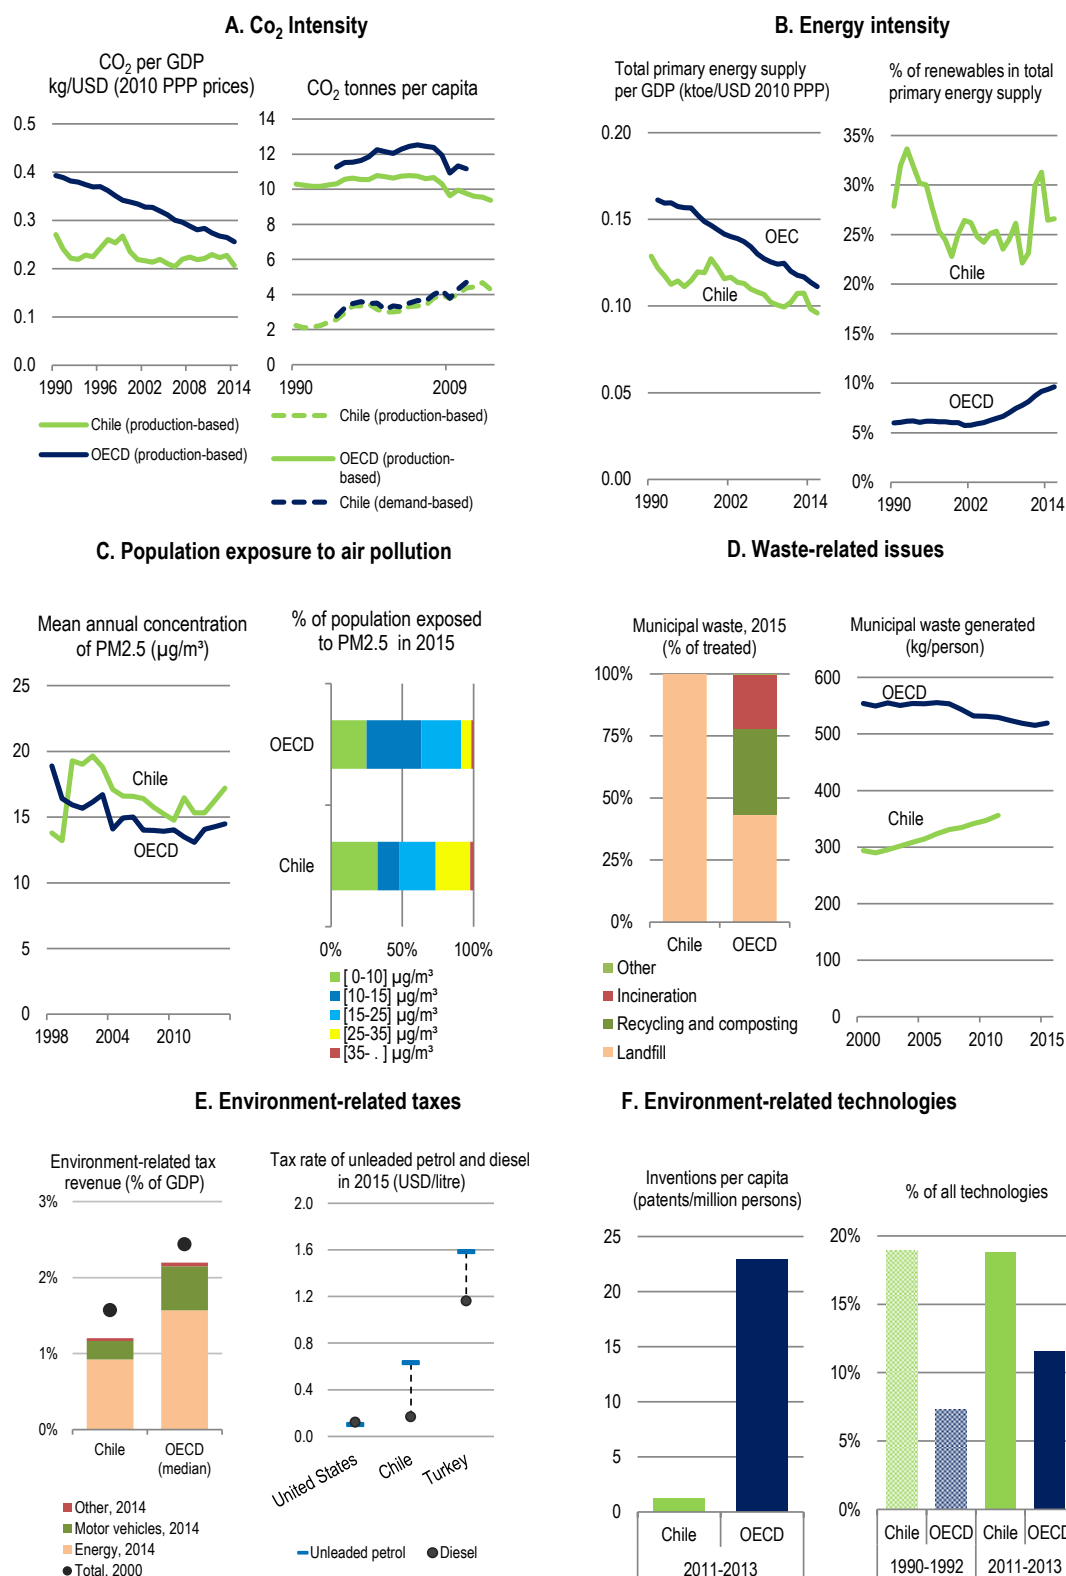 A. Co2 Intensity
CO2 per GDP
kg/USD (2010 PPP prices)
0.5
0.4
0.3
0.2
0.1
0.0
1990 1996 2002 2008 2014
Chile (production-based)
OECD (production-based)
CO2 tonnes per capita
14
12
10
8
6
4
2
0
1990 2009
Chile (production-based)
OECD (production-
based)
Chile (demand-based)
B. Energy intensity
Total primary energy supply
per GDP (ktoe/USD 2010 PPP)
0.20
0.15
0.10
0.05
0.00
OEC
Chile
1990 2002 2014
% of renewables in total
primary energy supply
35%
30%
25%
20%
15%
10%
5%
0%
Chile
OECD
1990 2002 2014
C. Population exposure to air pollution
Mean annual concentration
of PM2.5 (µg/m³)
25
20
15
10
5
0
Chile
OECD
1998 2004 2010
% of population exposed
to PM2.5 in 2015
OECD
Chile
0% 50% 100%
[ 0-10] µg/m³
[10-15] µg/m³
[15-25] µg/m³
[25-35] µg/m³
[35- . ] µg/m³
D. Waste-related issues
Municipal waste, 2015
(% of treated)
100%
75%
50%
25%
0%
Chile OECD
Other
Incineration
Recycling and composting
Landfill
Municipal waste generated
(kg/person)
600
500
400
300
200
100
0
OECD
Chile
2000 2005 2010 2015
E. Environment-related taxes
Environment-related tax
revenue (% of GDP)
3%
2%
1%
0%
Chile OECD
(median)
Other, 2014
Motor vehicles, 2014
Energy, 2014
Total, 2000
Tax rate of unleaded petrol and diesel
in 2015 (USD/litre)
2.0
1.6
1.2
0.8
0.4
0.0
United States Chile Turkey
Unleaded petrol Diesel
F. Environment-related technologies
Inventions per capita
(patents/million persons)
25
20
15
10
5
0
Chile OECD
2011-2013
% of all technologies
20%
15%
10%
5%
0%
Chile OECD Chile OECD
1990-1992 2011-2013